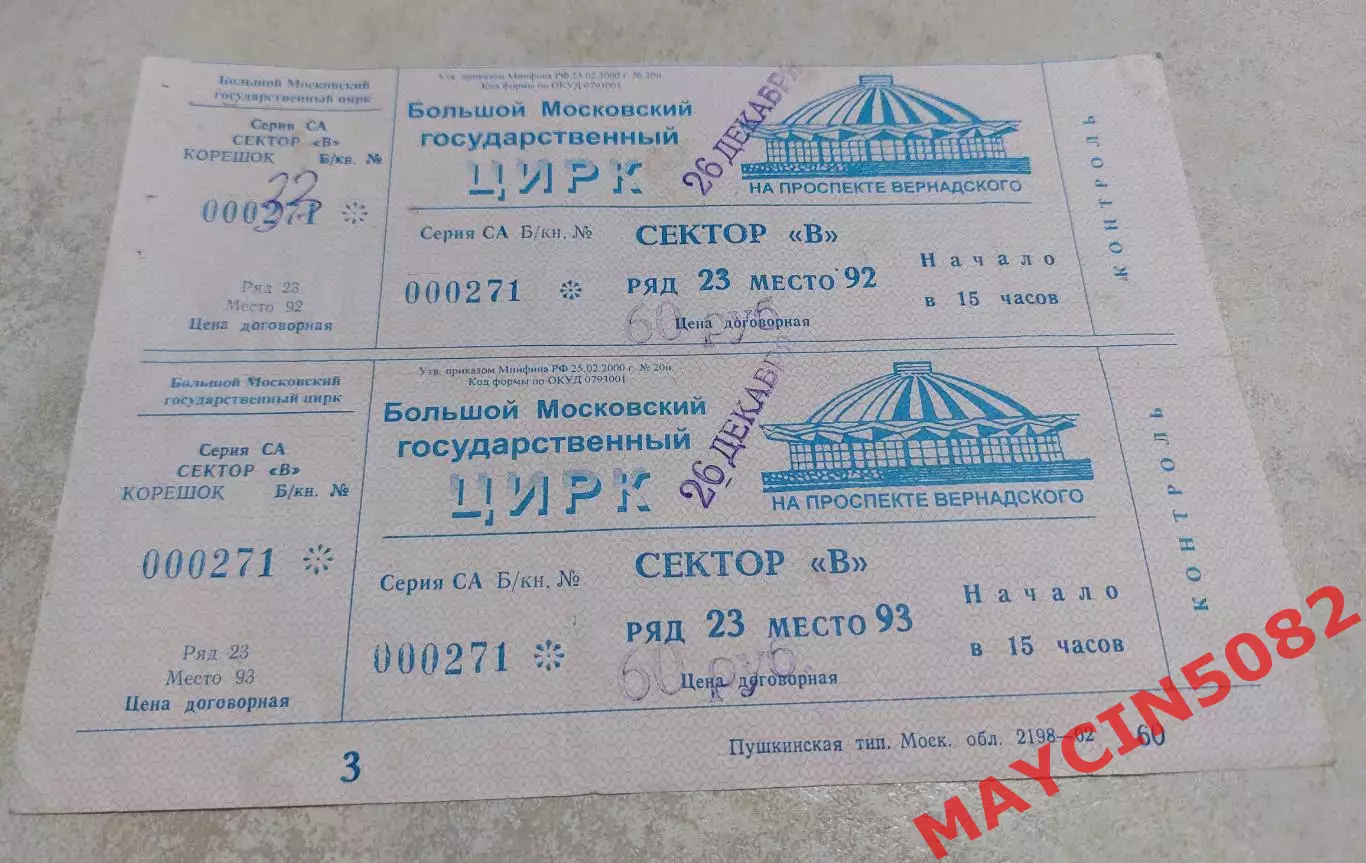 Большой Московский
государственный цирк
Серия СА
СЕКТОР «В»
КОРЕШОК Б/кн. №
000271
Ряд 23
Место 92
Цена договорная
Утв. приказом Минфина РФ 25.02.2000 г. № 20н
Код формы по ОКУД 0793001
Большой Московский
государственный
ЦИРК
26 ДЕКАБРЯ
НА ПРОСПЕКТЕ ВЕРНАДСКОГО
Серия СА Б/кн. №
СЕКТОР «В»
000271
РЯД 23 МЕСТО 92
Начало
в 15 часов
60 руб
Цена договорная
КОНТРОЛЬ
Большой Московский
государственный цирк
Серия СА
СЕКТОР «В»
КОРЕШОК Б/кн. №
000271
Ряд 23
Место 93
Цена договорная
Утв. приказом Минфина РФ 25.02.2000 г. № 20н
Код формы по ОКУД 0793001
Большой Московский
государственный
ЦИРК
26 ДЕКАБРЯ
НА ПРОСПЕКТЕ ВЕРНАДСКОГО
Серия СА Б/кн. №
СЕКТОР «В»
000271
РЯД 23 МЕСТО 93
Начало
в 15 часов
60 руб.
Цена договорная
КОНТРОЛЬ
3
Пушкинская тип. Моск. обл. 2198—02
60
MAYCIN5082